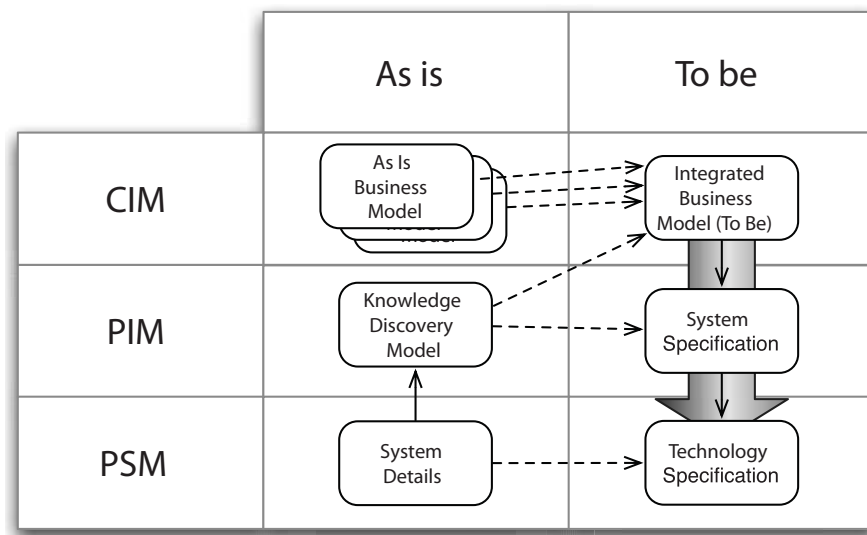 As is
To be
CIM
As Is
Business
Model
Model
Model
Integrated
Business
Model (To Be)
PIM
Knowledge
Discovery
Model
System
Specification
PSM
System
Details
Technology
Specification